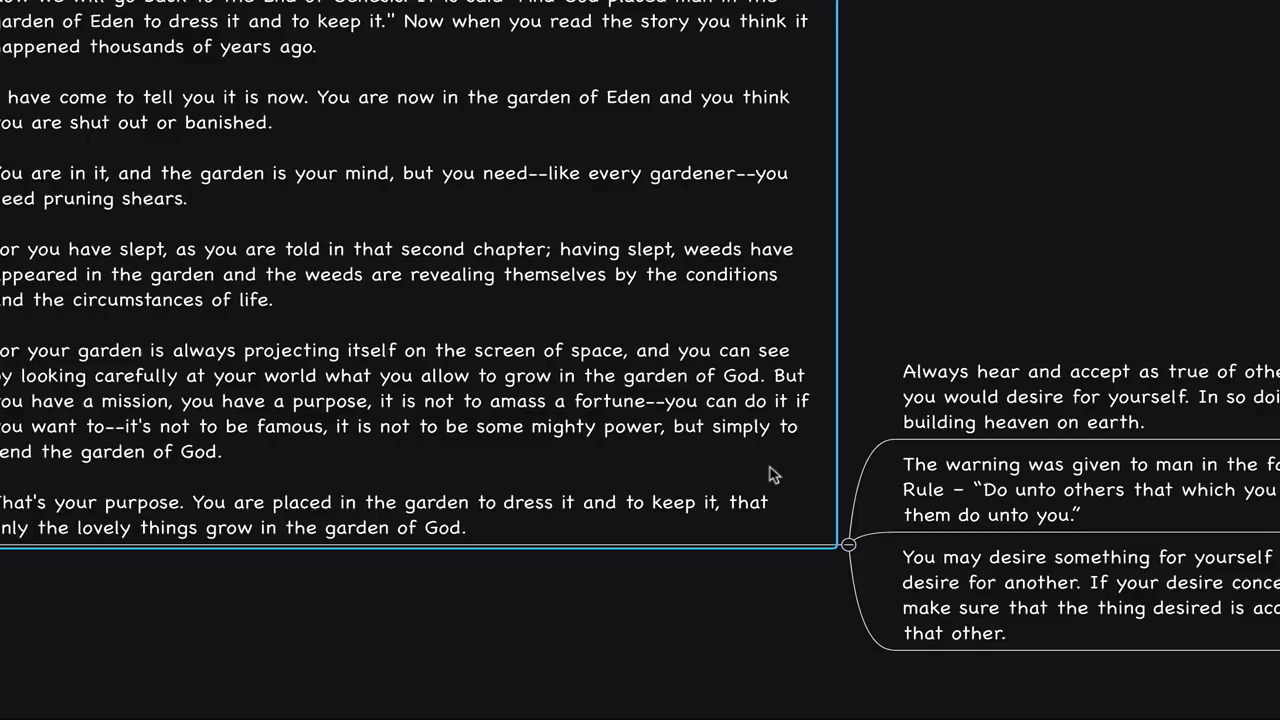 garden of Eden to dress it and to keep it." Now when you read the story you think it
happened thousands of years ago.
have come to tell you it is now. You are now in the garden of Eden and you think
you are shut out or banished.
You are in it, and the garden is your mind, but you need--like every gardener--you
need pruning shears.
For you have slept, as you are told in that second chapter; having slept, weeds have
appeared in the garden and the weeds are revealing themselves by the conditions
and the circumstances of life.
For your garden is always projecting itself on the screen of space, and you can see
by looking carefully at your world what you allow to grow in the garden of God. But
you have a mission, you have a purpose, it is not to amass a fortune--you can do it if
you want to--it's not to be famous, it is not to be some mighty power, but simply to
tend the garden of God.
That's your purpose. You are placed in the garden to dress it and to keep it, that
only the lovely things grow in the garden of God.
Always hear and accept as true of othe
you would desire for yourself. In so doi
building heaven on earth.
The warning was given to man in the fo
Rule – “Do unto others that which you
them do unto you.”
You may desire something for yourself
desire for another. If your desire conce
make sure that the thing desired is acc
that other.